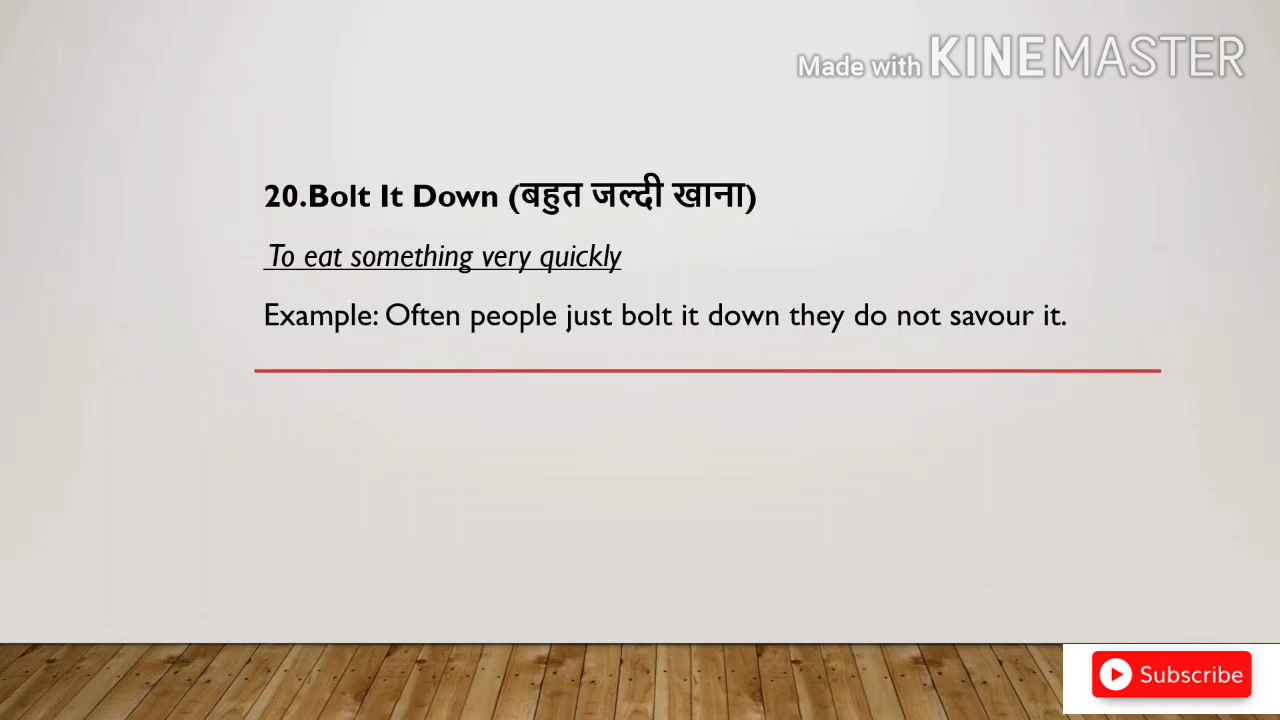 Made with KINEMASTER
20.Bolt It Down (बहुत जल्दी खाना)
To eat something very quickly
Example: Often people just bolt it down they do not savour it.
Subscribe